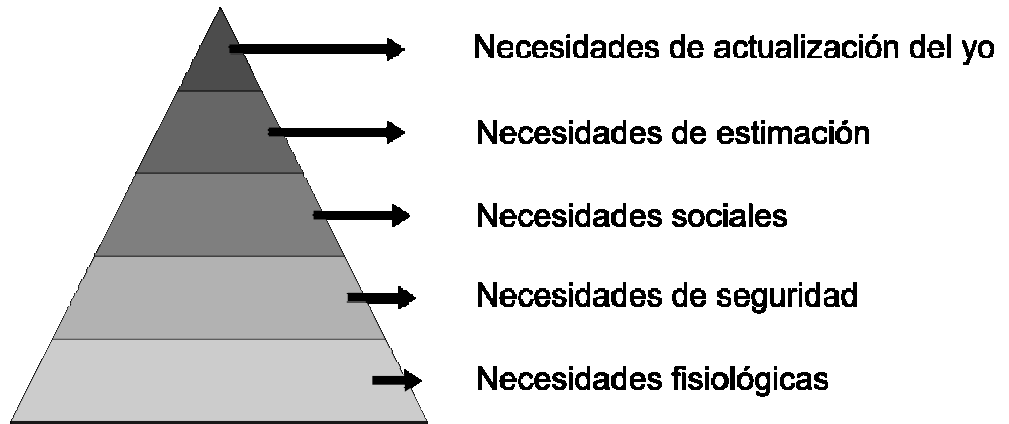 Necesidades de actualización del yo
Necesidades de estimación
Necesidades sociales
Necesidades de seguridad
Necesidades fisiológicas